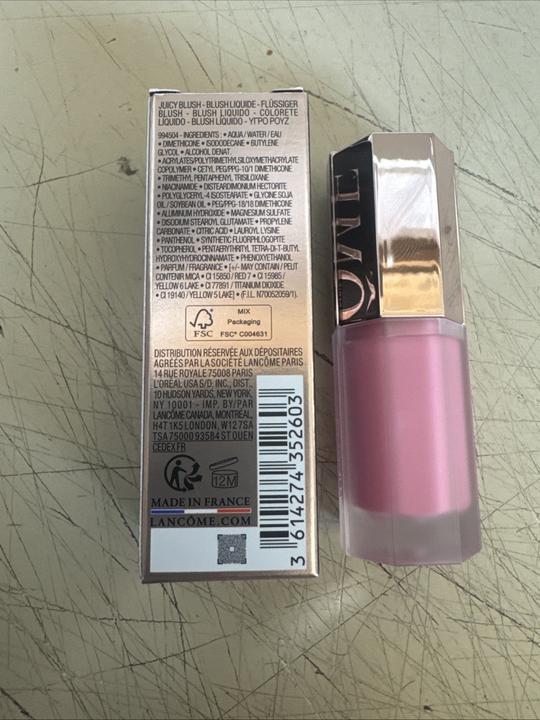 JUICY BLUSH - BLUSH LIQUIDE - FLÜSSIGER
BLUSH - BLUSH LÍQUIDO - COLORETE
LÍQUIDO - BLUSH LIQUIDO - ΥΓΡΟ ΡΟΥΖ
994504 - INGREDIENTS : • AQUA / WATER / EAU
• DIMETHICONE • ISODODECANE • BUTYLENE
GLYCOL • ALCOHOL DENAT.
• ACRYLATES/POLYTRIMETHYLSILOXYMETHACRYLATE
COPOLYMER • CETYL PEG/PPG-10/1 DIMETHICONE
• TRIMETHYL PENTAPHENYL TRISILOXANE
• NIACINAMIDE • DISTEARDIMONIUM HECTORITE
• POLYGLYCERYL-4 ISOSTEARATE • GLYCINE SOJA
OIL / SOYBEAN OIL • PEG/PPG-18/18 DIMETHICONE
• ALUMINUM HYDROXIDE • MAGNESIUM SULFATE
• DISODIUM STEAROYL GLUTAMATE • PROPYLENE
CARBONATE • CITRIC ACID • LAUROYL LYSINE
• PANTHENOL • SYNTHETIC FLUORPHLOGOPITE
• TOCOPHEROL • PENTAERYTHRITYL TETRA-DI-T-BUTYL
HYDROXYHYDROCINNAMATE • PHENOXYETHANOL
• PARFUM / FRAGRANCE • [+/- MAY CONTAIN / PEUT
CONTENIR MICA • CI 15850 / RED 7 • CI 15985 /
YELLOW 6 LAKE • CI 77891 / TITANIUM DIOXIDE
• CI 19140 / YELLOW 5 LAKE] • (F.I.L. N70052059/1).
MIX
Packaging
FSC
FSC® C004631
DISTRIBUTION RÉSERVÉE AUX DÉPOSITAIRES
AGRÉÉS PAR LA SOCIÉTÉ LANCÔME PARIS
14 RUE ROYALE 75008 PARIS
L'ORÉAL USA S/D, INC., DIST.,
10 HUDSON YARDS, NEW YORK,
NY 10001 - IMP. BY/PAR
LANCÔME CANADA, MONTRÉAL,
H4T 1K5 LONDON, W12 7SA
TSA 75000 93584 ST OUEN
CEDEX FR
12M
MADE IN FRANCE
LANCOME.COM
3 614274 352603
OME